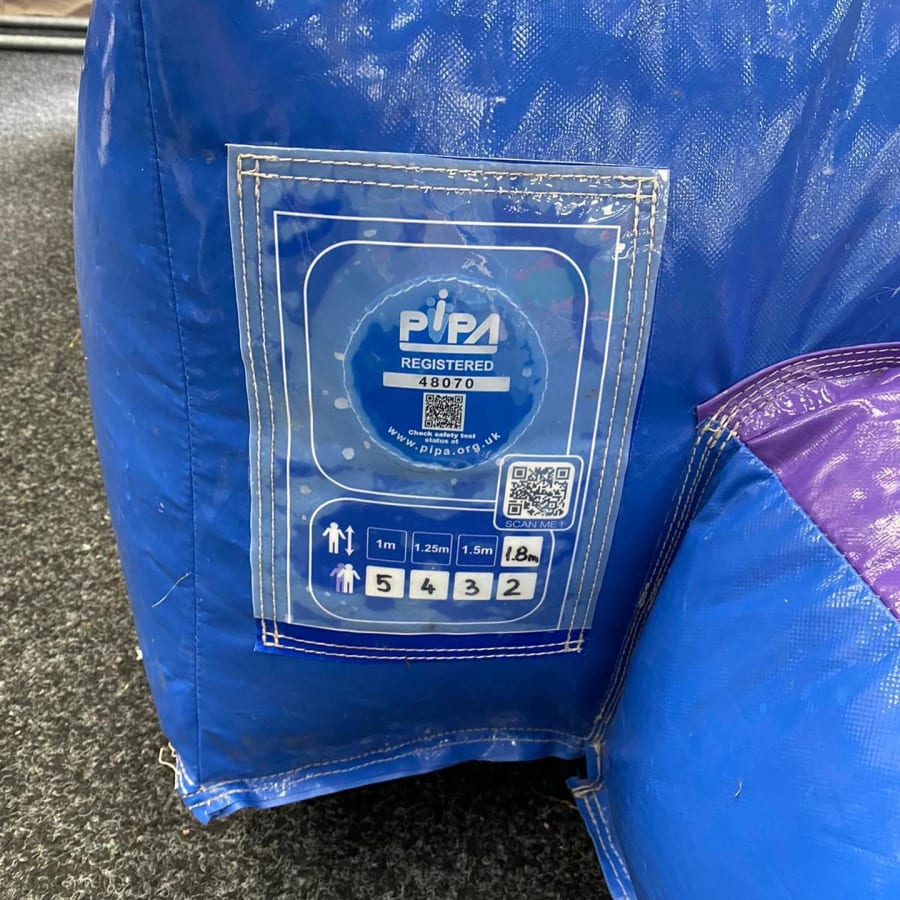 PIPA
REGISTERED
48070
Check safety test
status at
www.pipa.org.uk
SCAN ME !
1m 1.25m 1.5m 1.8m
5 4 3 2